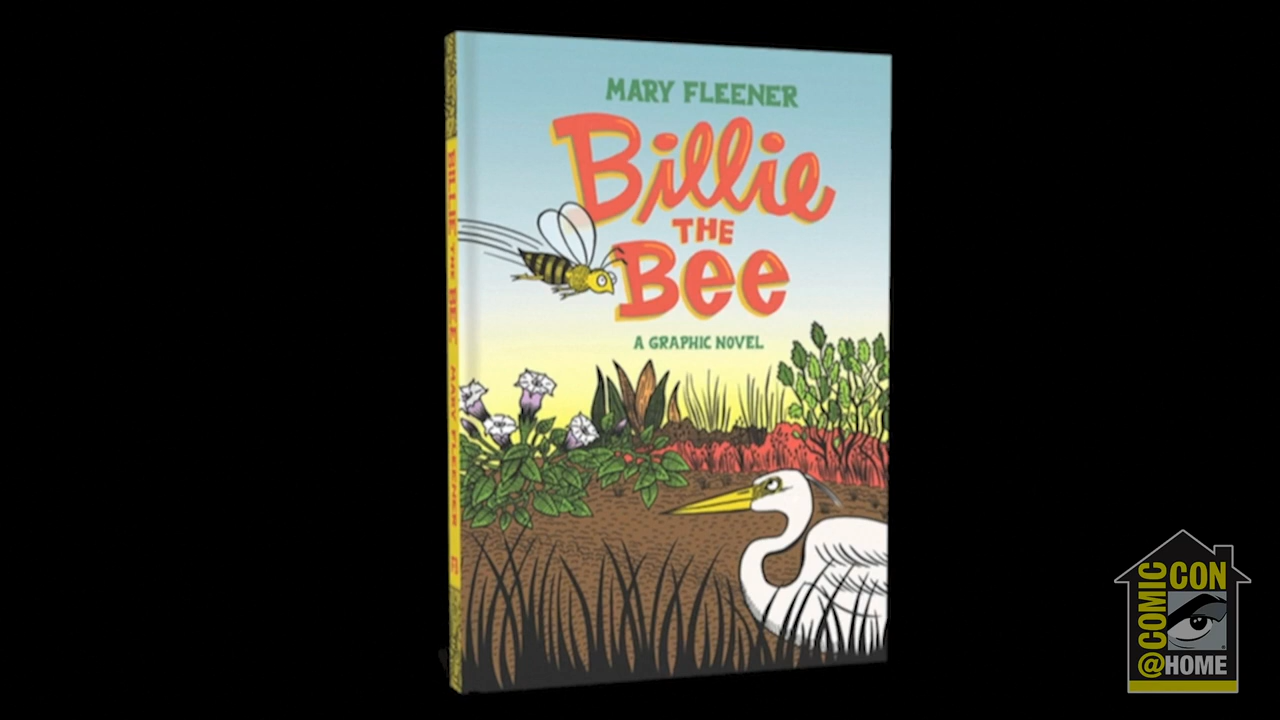 MARY FLEENER
Billie
THE
Bee
A GRAPHIC NOVEL
BILLIE THE BEE MARY FLEENER
COMIC
CON
@HOME